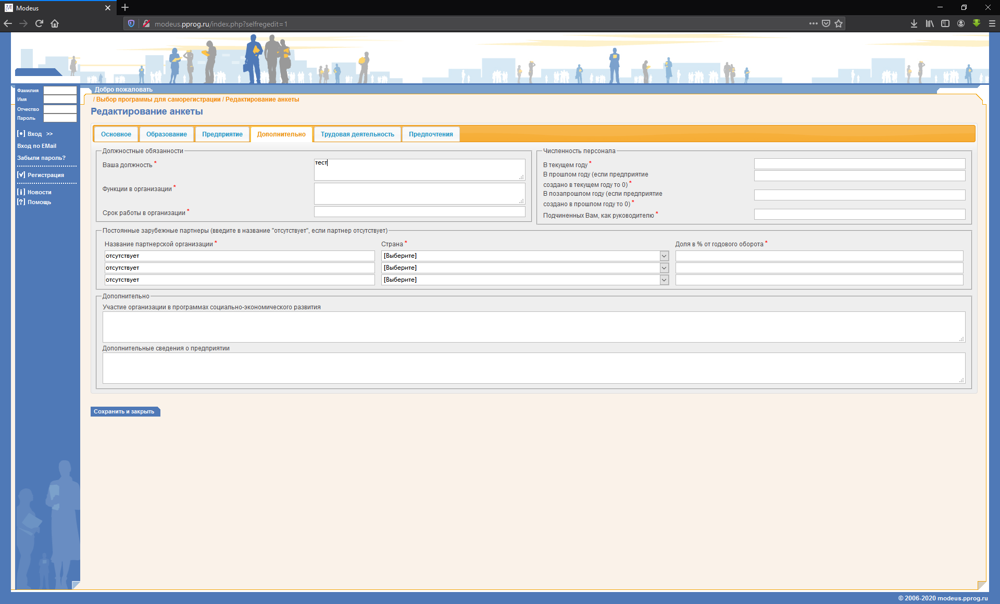 Modeus
modeus.pprog.ru/index.php?selfregedit=1
Фамилия
Имя
Отчество
Пароль
[•] Вход >>
Вход по EMail
Забыли пароль?
Регистрация
[i] Новости
[?] Помощь
Добро пожаловать
/ Выбор программы для саморегистрации / Редактирование анкеты
Редактирование анкеты
Основное Образование Предприятие Дополнительно Трудовая деятельность Предпочтения
Должностные обязанности
Ваша должность *
тест
Функции в организации *
Срок работы в организации *
Численность персонала
В текущем году *
В прошлом году (если предприятие
создано в текущем году то 0) *
В позапрошлом году (если предприятие
создано в прошлом году то 0) *
Подчиненных Вам, как руководителю *
Постоянные зарубежные партнеры (введите в название "отсутствует", если партнер отсутствует)
Название партнерской организации * Страна * Доля в % от годового оборота *
отсутствует [Выберите]
отсутствует [Выберите]
отсутствует [Выберите]
Дополнительно
Участие организации в программах социально-экономического развития
Дополнительные сведения о предприятии
Сохранить и закрыть
© 2006-2020 modeus.pprog.ru